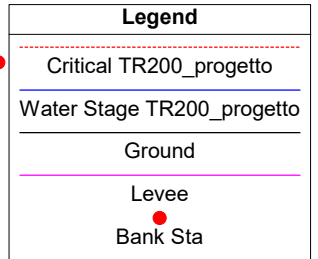 Legend
Critical TR200_progetto
Water Stage TR200_progetto
Ground
Levee
Bank Sta